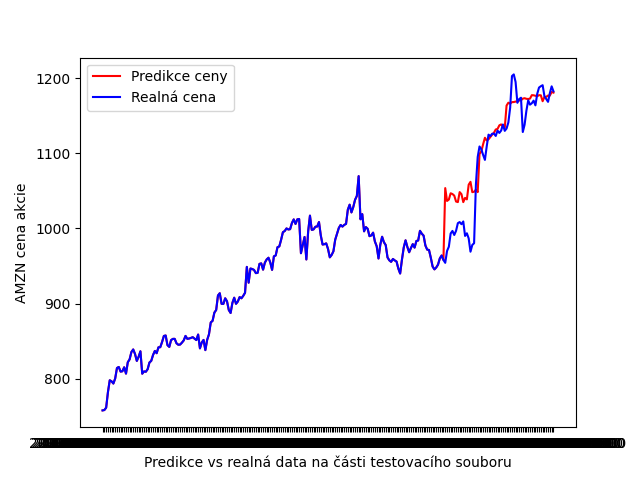 Predikce ceny
Realná cena
1200
1100
1000
900
800
AMZN cena akcie
Predikce vs realná data na části testovacího souboru